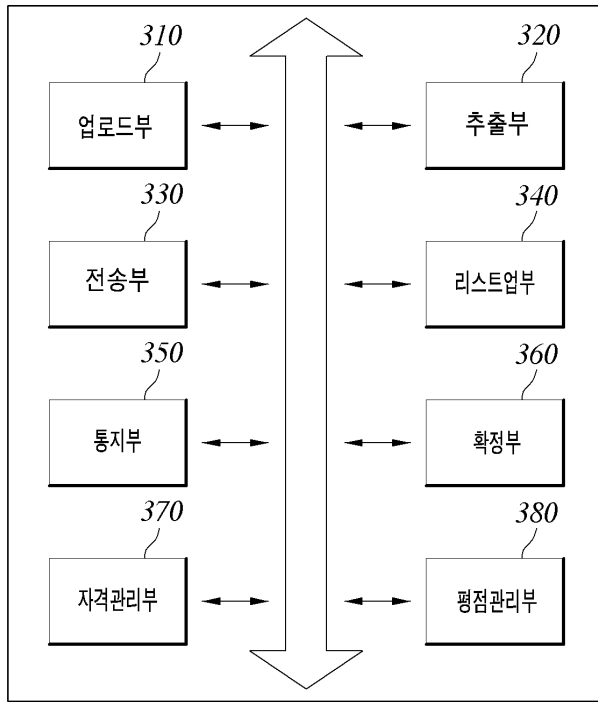 310
320
업로드부
추출부
330
340
전송부
리스트업부
350
360
통지부
확정부
370
380
자격관리부
평점관리부